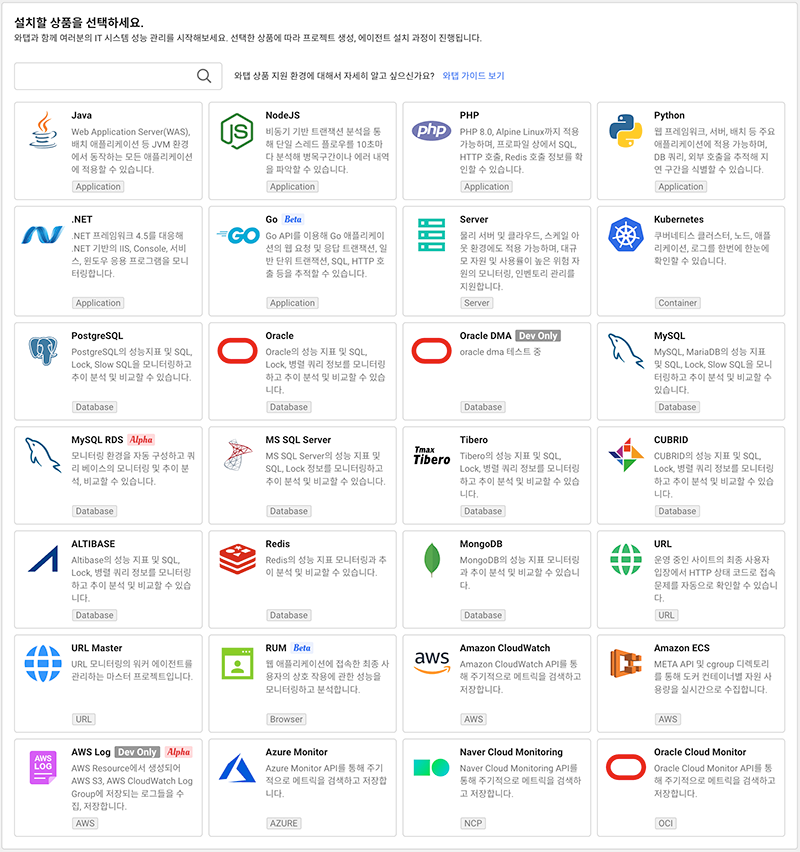 설치할 상품을 선택하세요.
와탭과 함께 여러분의 IT 시스템 성능 관리를 시작해보세요. 선택한 상품에 따라 프로젝트 생성, 에이전트 설치 과정이 진행됩니다.
와탭 상품 지원 환경에 대해서 자세히 알고 싶으신가요? 와탭 가이드 보기
Java
Web Application Server(WAS),
배치 애플리케이션 등 JVM 환경
에서 동작하는 모든 애플리케이션
에 적용할 수 있습니다.
Application
JS
NodeJS
비동기 기반 트랜잭션 분석을 통
해 단일 스레드 플로우를 10초마
다 분석해 병목구간이나 에러 내역
을 파악할 수 있습니다.
Application
php
PHP
PHP 8.0, Alpine Linux까지 적용
가능하며, 프로파일 상에서 SQL,
HTTP 호출, Redis 호출 정보를 확
인할 수 있습니다.
Application
Python
웹 프레임워크, 서버, 배치 등 주요
애플리케이션에 적용 가능하며,
DB 쿼리, 외부 호출을 추적해 지
연 구간을 식별할 수 있습니다.
Application
.NET
.NET 프레임워크 4.5를 대응해
.NET 기반의 IIS, Console, 서비
스, 윈도우 응용 프로그램을 모니
터링합니다.
Application
GO
Go Beta
Go API를 이용해 Go 애플리케이
션의 웹 요청 및 응답 트랜잭션, 일
반 단위 트랜잭션, SQL, HTTP 호
출 등을 추적할 수 있습니다.
Application
Server
물리 서버 및 클라우드, 스케일 아
웃 환경에도 적용 가능하며, 대규
모 자원 및 사용률이 높은 위험 자
원의 모니터링, 인벤토리 관리를
지원합니다.
Server
Kubernetes
쿠버네티스 클러스터, 노드, 애플
리케이션, 로그를 한번에 한눈에
확인할 수 있습니다.
Container
PostgreSQL
PostgreSQL의 성능지표 및 SQL,
Lock, Slow SQL을 모니터링하고
추이 분석 및 비교할 수 있습니다.
Database
Oracle
Oracle의 성능 지표 및 SQL,
Lock, 병렬 쿼리 정보를 모니터링
하고 추이 분석 및 비교할 수 있습
니다.
Database
Oracle DMA Dev Only
oracle dma 테스트 중
Database
MySQL
MySQL, MariaDB의 성능 지표
및 SQL, Lock, Slow SQL을 모니
터링하고 추이 분석 및 비교할 수
있습니다.
Database
MySQL RDS Alpha
모니터링 환경을 자동 구성하고 쿼
리 베이스의 모니터링 및 추이 분
석, 비교할 수 있습니다.
Database
MS SQL Server
MS SQL Server의 성능 지표 및
SQL, Lock 정보를 모니터링하고
추이 분석 및 비교할 수 있습니다.
Database
Tmax
Tibero
Tibero
Tibero의 성능 지표 및 SQL,
Lock, 병렬 쿼리 정보를 모니터링
하고 추이 분석 및 비교할 수 있습
니다.
Database
CUBRID
CUBRID의 성능 지표 및 SQL,
Lock, 병렬 쿼리 정보를 모니터링
하고 추이 분석 및 비교할 수 있습
니다.
Database
ALTIBASE
Altibase의 성능 지표 및 SQL,
Lock, 병렬 쿼리 정보를 모니터링
하고 추이 분석 및 비교할 수 있습
니다.
Database
Redis
Redis의 성능 지표 모니터링과 추
이 분석 및 비교할 수 있습니다.
Database
MongoDB
MongoDB의 성능 지표 모니터링
과 추이 분석 및 비교할 수 있습니
다.
Database
URL
운영 중인 사이트의 최종 사용자
입장에서 HTTP 상태 코드로 접속
문제를 자동으로 확인할 수 있습니
다.
URL
URL Master
URL 모니터링의 워커 에이전트를
관리하는 마스터 프로젝트입니다.
URL
RUM Beta
웹 애플리케이션에 접속한 최종 사
용자의 상호 작용에 관한 성능을
모니터링하고 분석합니다.
Browser
aws
Amazon CloudWatch
Amazon CloudWatch API를 통
해 주기적으로 메트릭을 검색하고
저장합니다.
AWS
Amazon ECS
META API 및 cgroup 디렉토리
를 통해 도커 컨테이너별 자원 사
용량을 실시간으로 수집합니다.
AWS
AWS
LOG
AWS Log Dev Only Alpha
AWS Resource에서 생성되어
AWS S3, AWS CloudWatch Log
Group에 저장되는 로그들을 수
집, 저장합니다.
AWS
Azure Monitor
Azure Monitor API를 통해 주기
적으로 메트릭을 검색하고 저장합
니다.
AZURE
Naver Cloud Monitoring
Naver Cloud Monitoring API를
통해 주기적으로 메트릭을 검색하
고 저장합니다.
NCP
Oracle Cloud Monitor
Oracle Cloud Monitor API를 통
해 주기적으로 메트릭을 검색하고
저장합니다.
OCI